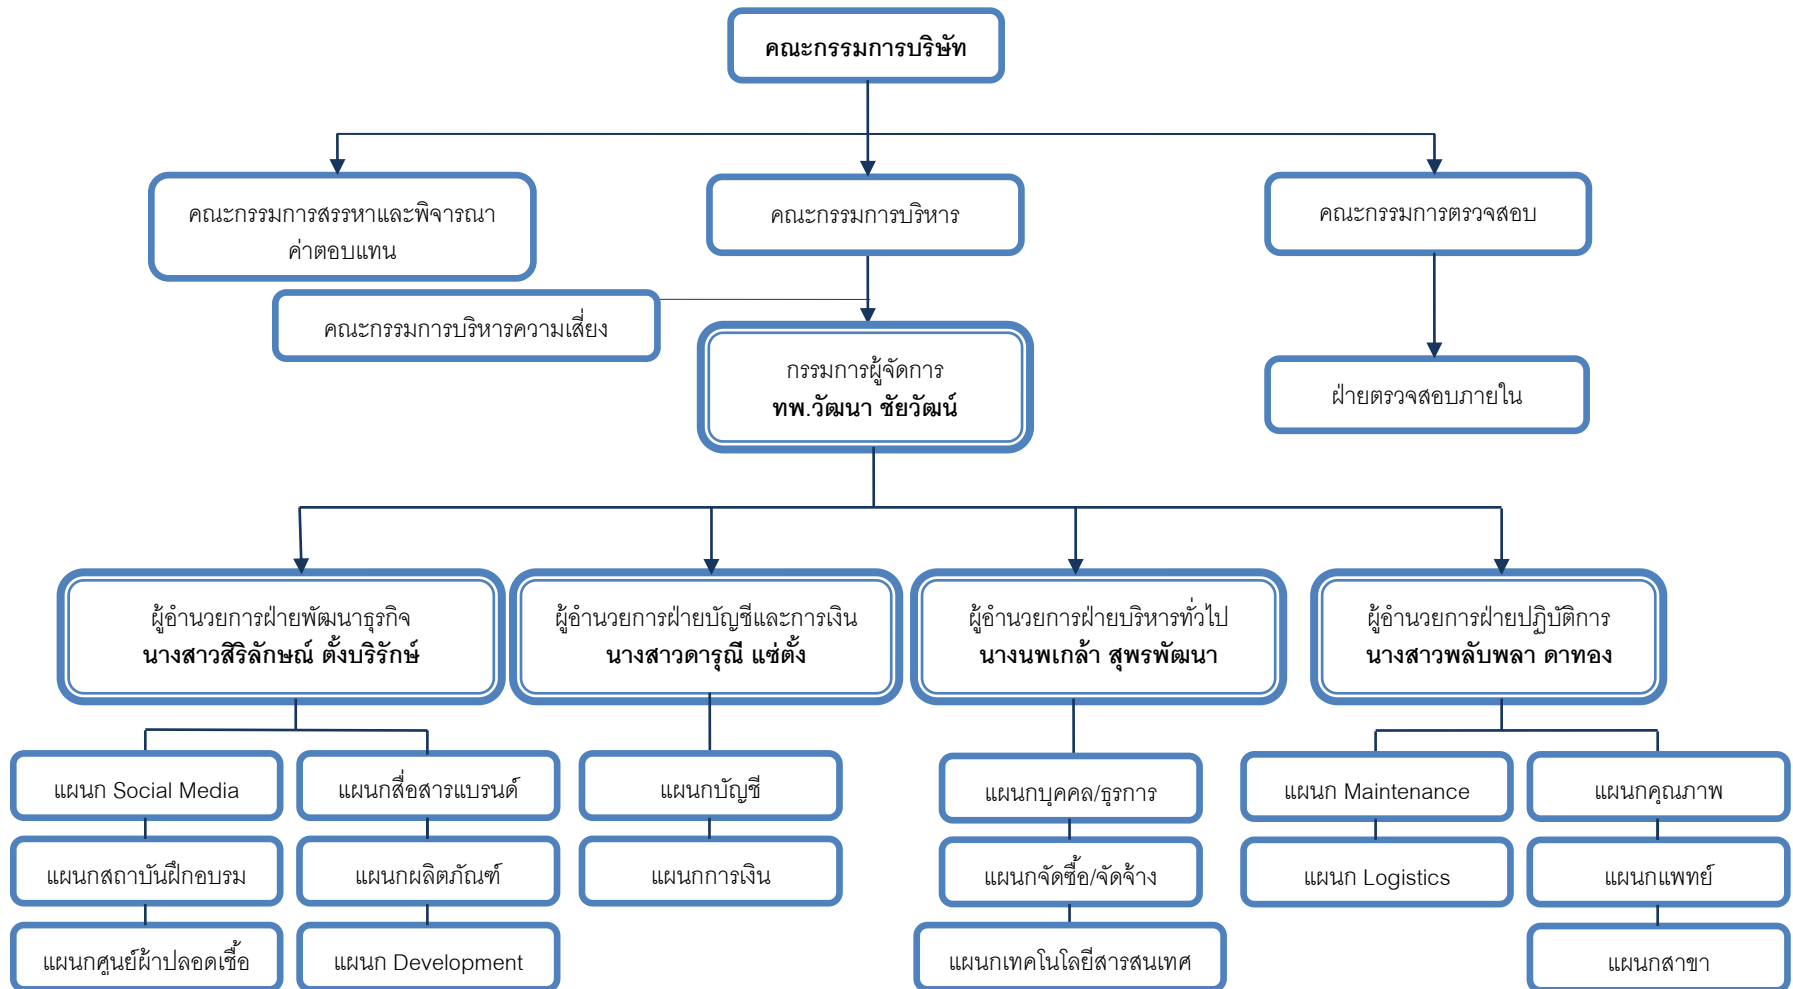 คณะกรรมการบริษัท
คณะกรรมการสรรหาและพิจารณา
ค่าตอบแทน
คณะกรรมการบริหาร
คณะกรรมการตรวจสอบ
คณะกรรมการบริหารความเสี่ยง
กรรมการผู้จัดการ
ทพ.วัฒนา ชัยวัฒน์
ฝ่ายตรวจสอบภายใน
ผู้อำนวยการฝ่ายพัฒนาธุรกิจ
นางสาวสิริลักษณ์ ตั้งบริรักษ์
ผู้อำนวยการฝ่ายบัญชีและการเงิน
นางสาวดารุณี แซ่ตั้ง
ผู้อำนวยการฝ่ายบริหารทั่วไป
นางนพเกล้า สุพรพัฒนา
ผู้อำนวยการฝ่ายปฏิบัติการ
นางสาวพลับพลา ดาทอง
แผนก Social Media
แผนกสื่อสารแบรนด์
แผนกบัญชี
แผนกบุคคล/ธุรการ
แผนก Maintenance
แผนกคุณภาพ
แผนกสถาบันฝึกอบรม
แผนกผลิตภัณฑ์
แผนกการเงิน
แผนกจัดซื้อ/จัดจ้าง
แผนก Logistics
แผนกแพทย์
แผนกศูนย์ผ้าปลอดเชื้อ
แผนก Development
แผนกเทคโนโลยีสารสนเทศ
แผนกสาขา